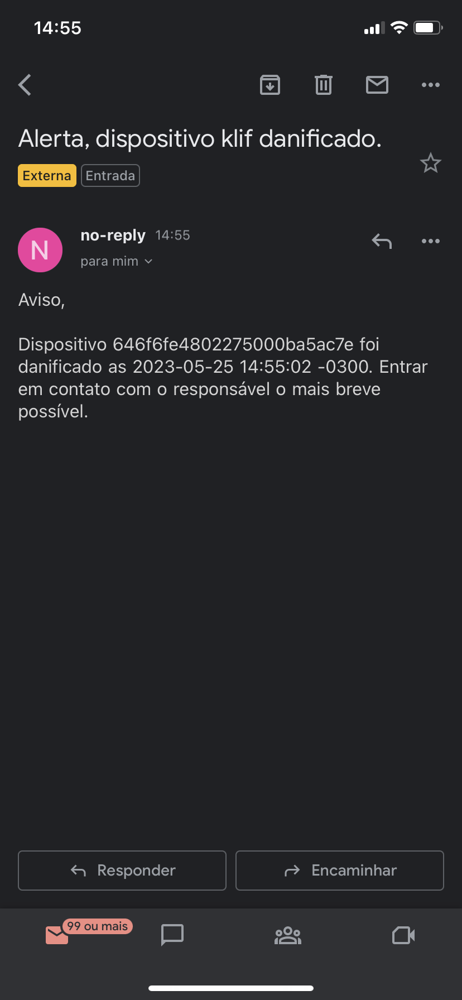 14:55
Alerta, dispositivo klif danificado.
Externa Entrada
N
no-reply 14:55
para mim
Aviso,
Dispositivo 646f6fe4802275000ba5ac7e foi
danificado as 2023-05-25 14:55:02 -0300. Entrar
em contato com o responsável o mais breve
possível.
Responder Encaminhar
99 ou mais